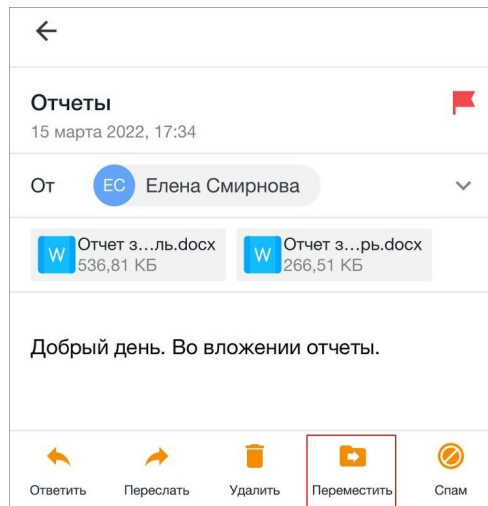 Отчеты
15 марта 2022, 17:34
От ЕС Елена Смирнова
W Отчет з...ль.docx W Отчет з...рь.docx
536,81 КБ 266,51 КБ
Добрый день. Во вложении отчеты.
Ответить Переслать Удалить Переместить Спам